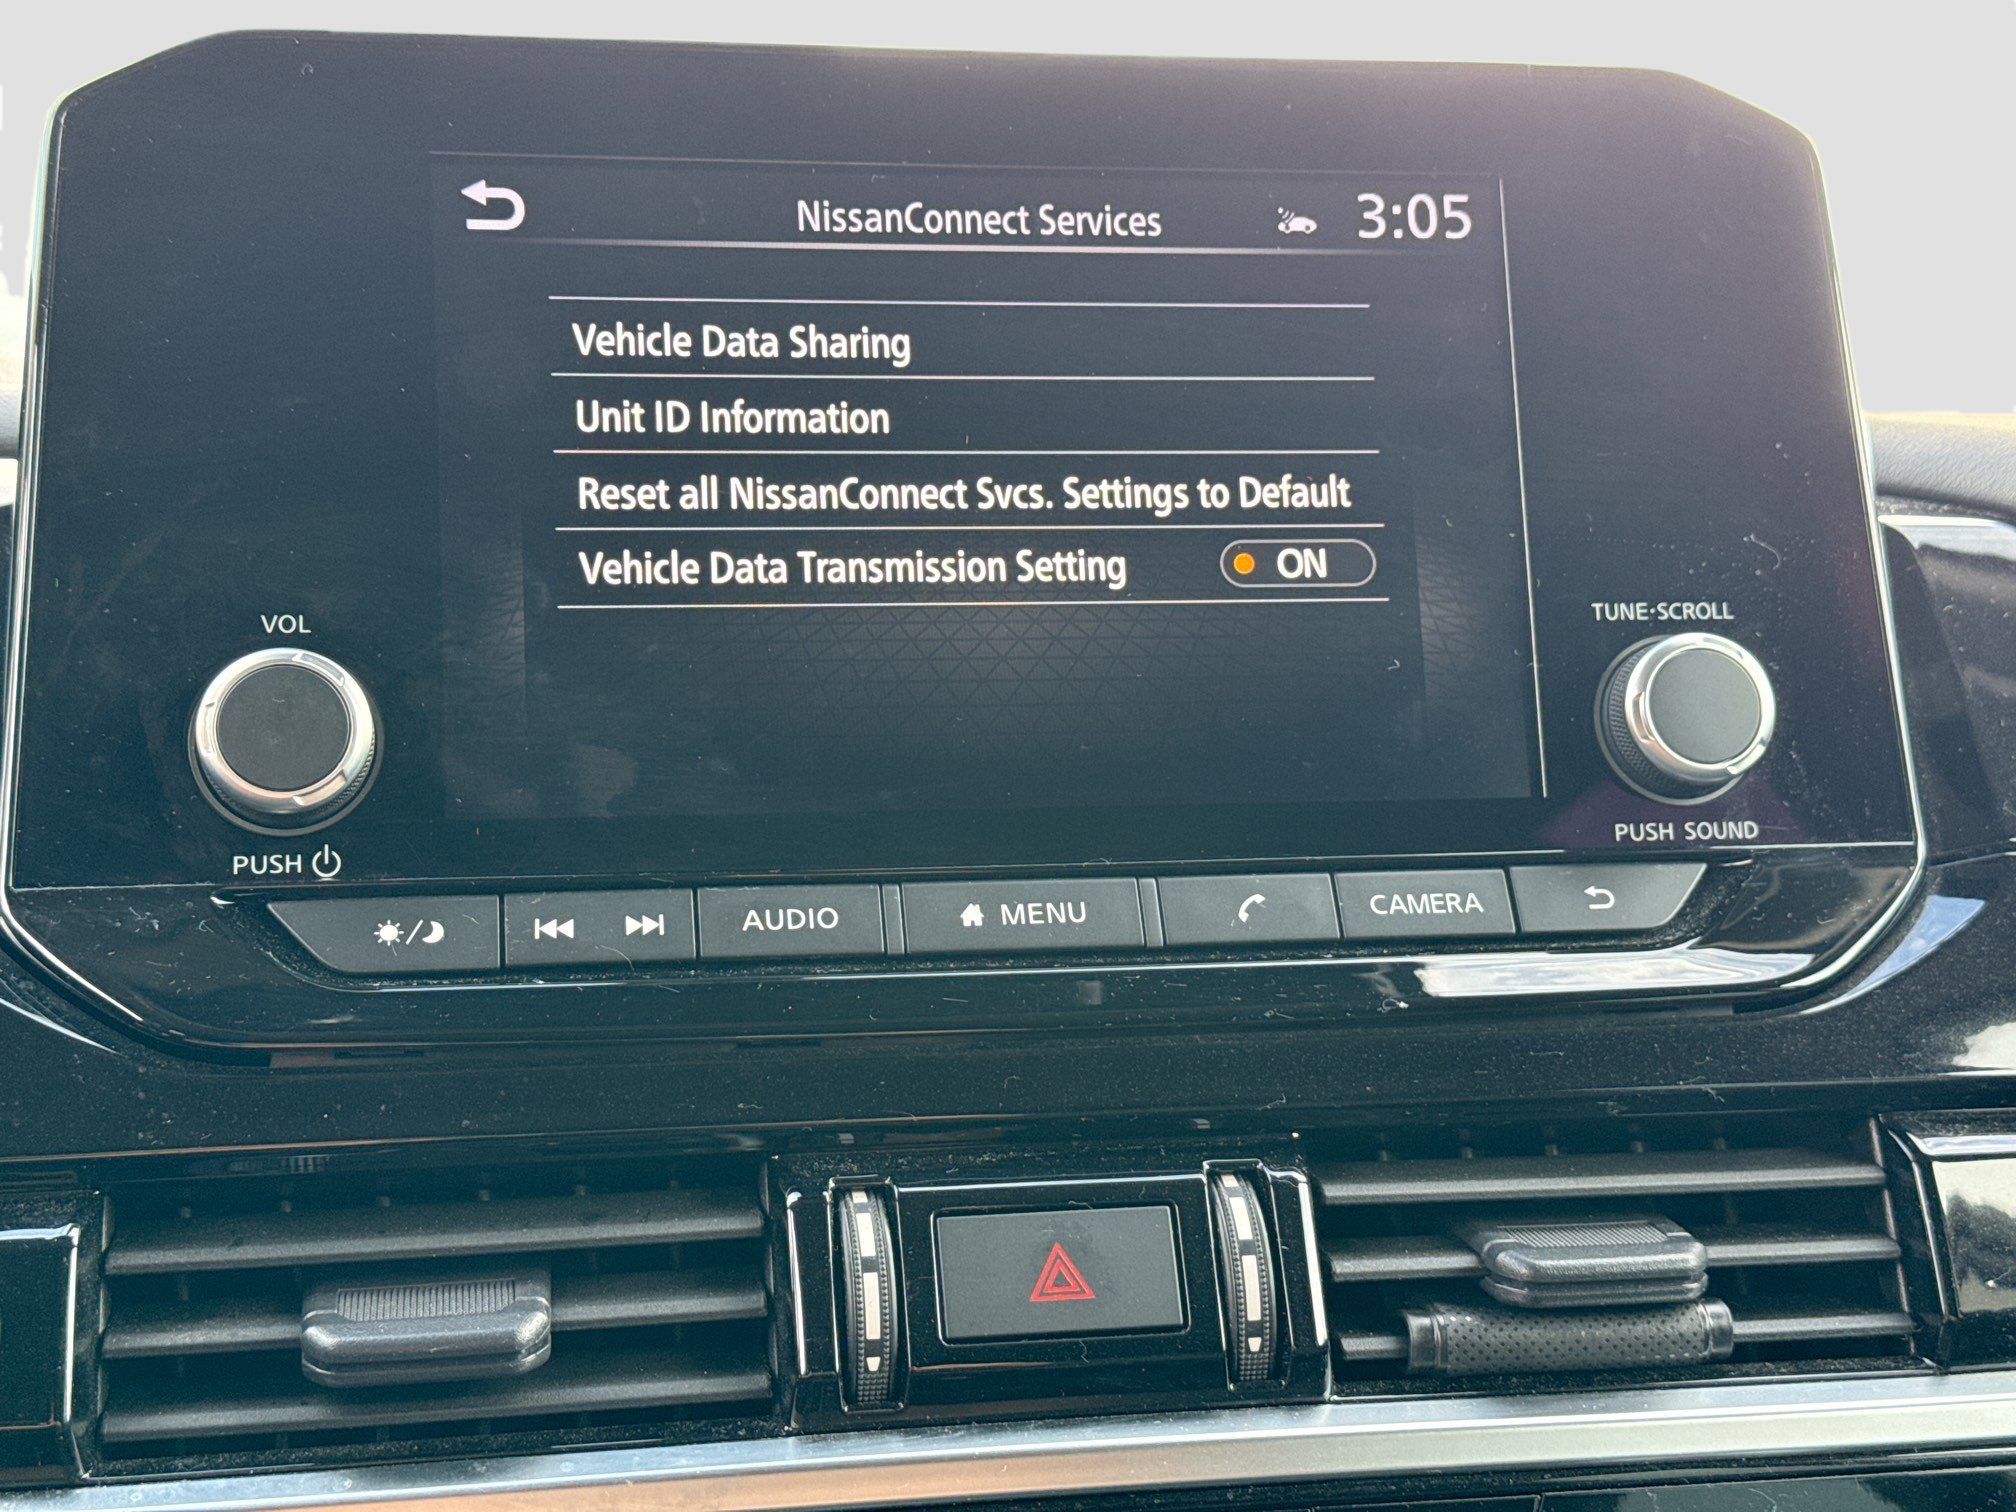 NissanConnect Services 3:05
Vehicle Data Sharing
Unit ID Information
Reset all NissanConnect Svcs. Settings to Default
Vehicle Data Transmission Setting ON
VOL
TUNE·SCROLL
PUSH
PUSH SOUND
AUDIO
MENU
CAMERA